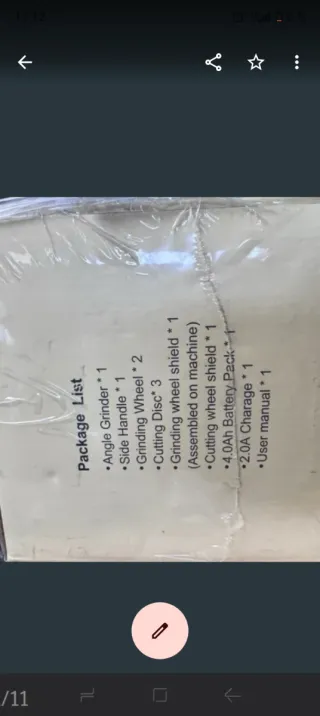 Package List
•Angle Grinder * 1
•Side Handle * 1
•Grinding Wheel * 2
•Cutting Disc* 3
•Grinding wheel shield * 1
(Assembled on machine)
•Cutting wheel shield * 1
•4.0Ah Battery Pack * 1
•2.0A Charage * 1
•User manual * 1
/11